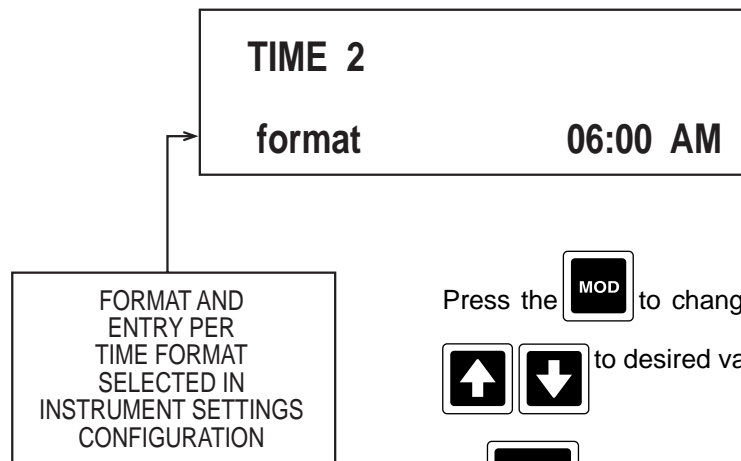 TIME 2
format 06:00 AM
FORMAT AND
ENTRY PER
TIME FORMAT
SELECTED IN
INSTRUMENT SETTINGS
CONFIGURATION
Press the MOD to chang
to desired va